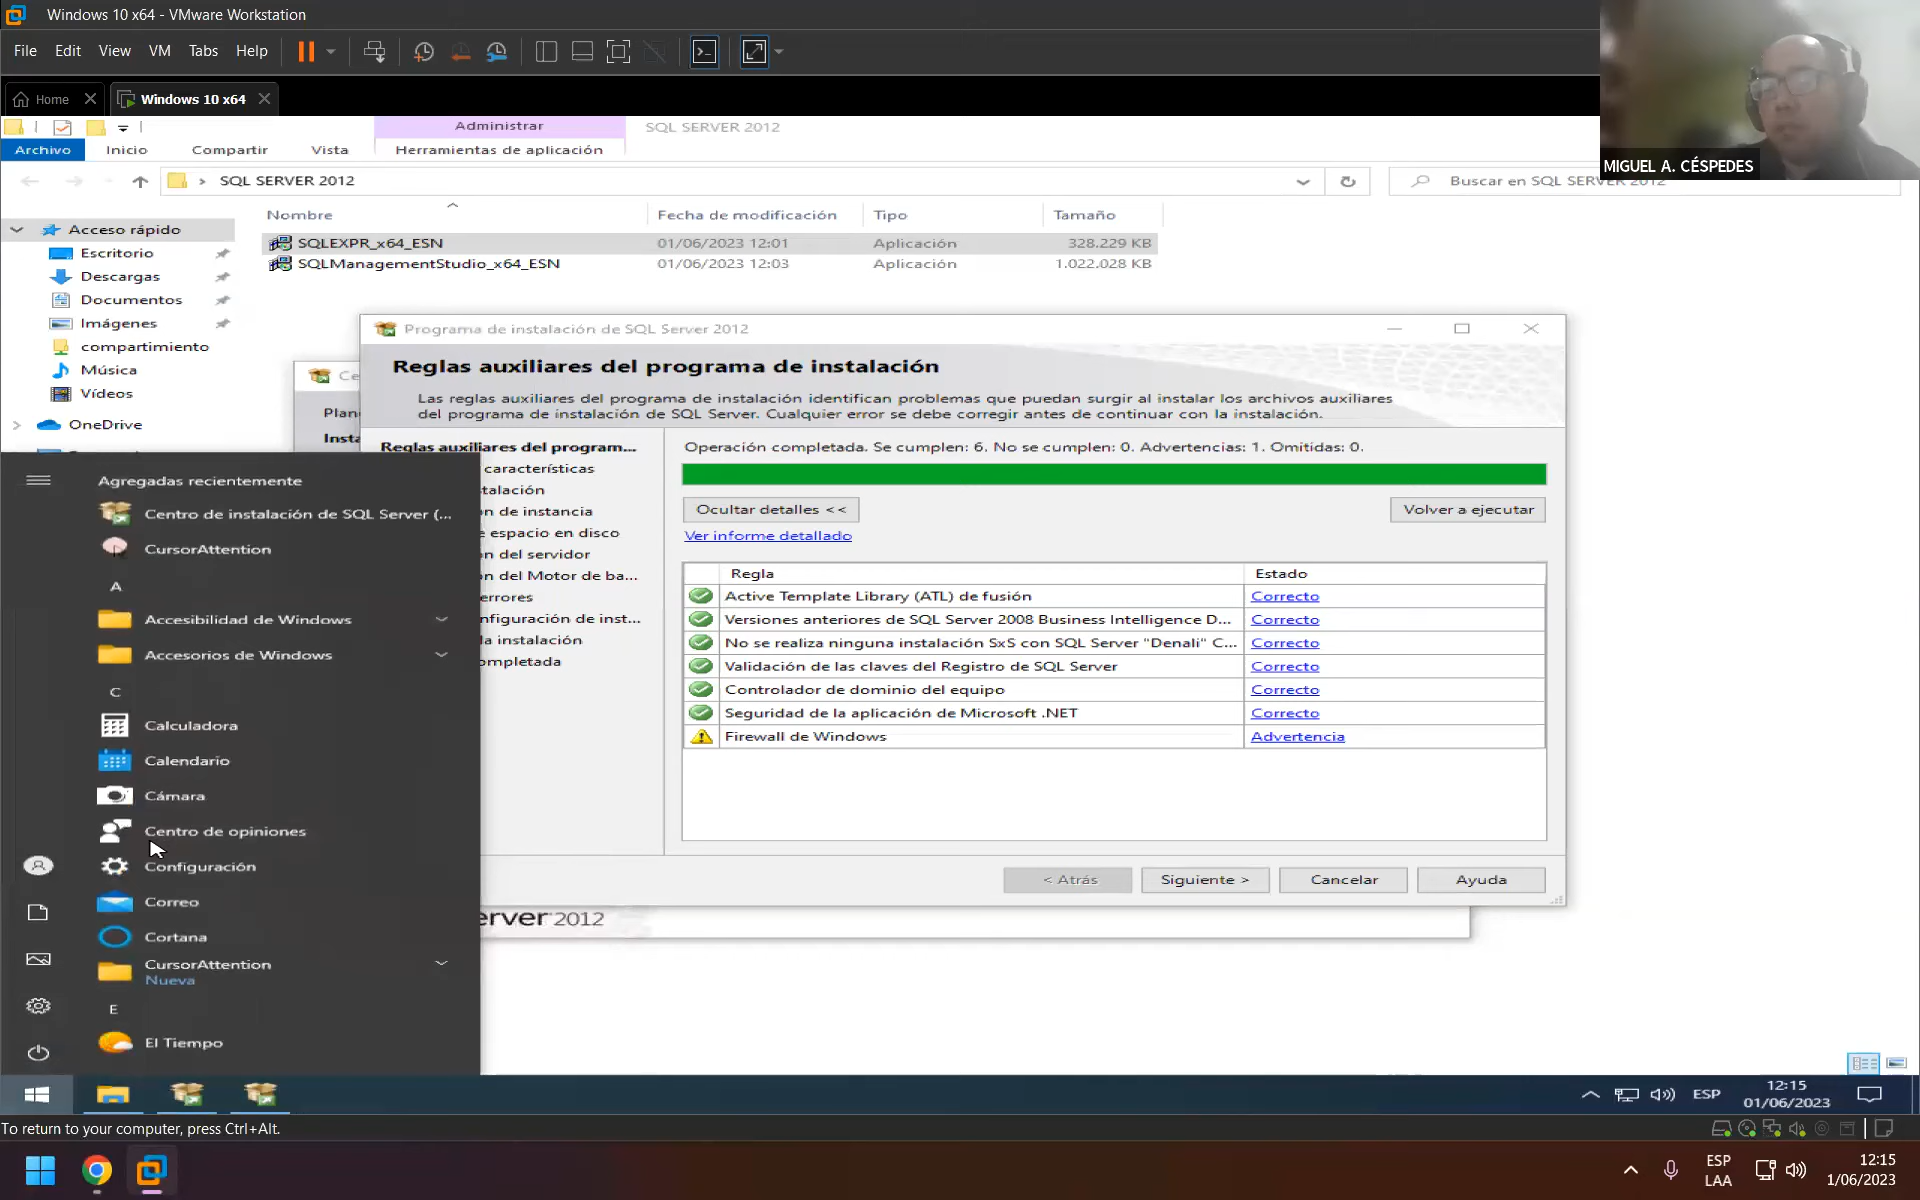 Windows 10 x64 - VMware Workstation
File Edit View VM Tabs Help
Home
Windows 10 x64
MIGUEL A. CÉSPEDES
Administrar
SQL SERVER 2012
Archivo Inicio Compartir Vista Herramientas de aplicación
SQL SERVER 2012
Buscar en SQL SERVER 2012
Nombre Fecha de modificación Tipo Tamaño
SQLEXPR_x64_ESN 01/06/2023 12:01 Aplicación 328.229 KB
SQLManagementStudio_x64_ESN 01/06/2023 12:03 Aplicación 1.022.028 KB
Acceso rápido
Escritorio
Descargas
Documentos
Imágenes
compartimiento
Música
Vídeos
OneDrive
Ce
Plan
Insta
Programa de instalación de SQL Server 2012
Reglas auxiliares del programa de instalación
Las reglas auxiliares del programa de instalación identifican problemas que puedan surgir al instalar los archivos auxiliares
del programa de instalación de SQL Server. Cualquier error se debe corregir antes de continuar con la instalación.
Reglas auxiliares del program...
características
stalación
n de instancia
e espacio en disco
n del servidor
n del Motor de ba...
errores
nfiguración de inst...
la instalación
ompletada
Operación completada. Se cumplen: 6. No se cumplen: 0. Advertencias: 1. Omitidas: 0.
Ocultar detalles <<
Volver a ejecutar
Ver informe detallado
Regla Estado
Active Template Library (ATL) de fusión Correcto
Versiones anteriores de SQL Server 2008 Business Intelligence D... Correcto
No se realiza ninguna instalación SxS con SQL Server "Denali" C... Correcto
Validación de las claves del Registro de SQL Server Correcto
Controlador de dominio del equipo Correcto
Seguridad de la aplicación de Microsoft .NET Correcto
Firewall de Windows Advertencia
< Atrás Siguiente > Cancelar Ayuda
erver 2012
Agregadas recientemente
Centro de instalación de SQL Server (...
CursorAttention
A
Accesibilidad de Windows
Accesorios de Windows
C
Calculadora
Calendario
Cámara
Centro de opiniones
Configuración
Correo
Cortana
CursorAttention
Nueva
E
El Tiempo
ESP
12:15
01/06/2023
To return to your computer, press Ctrl+Alt.
ESP
LAA
12:15
1/06/2023